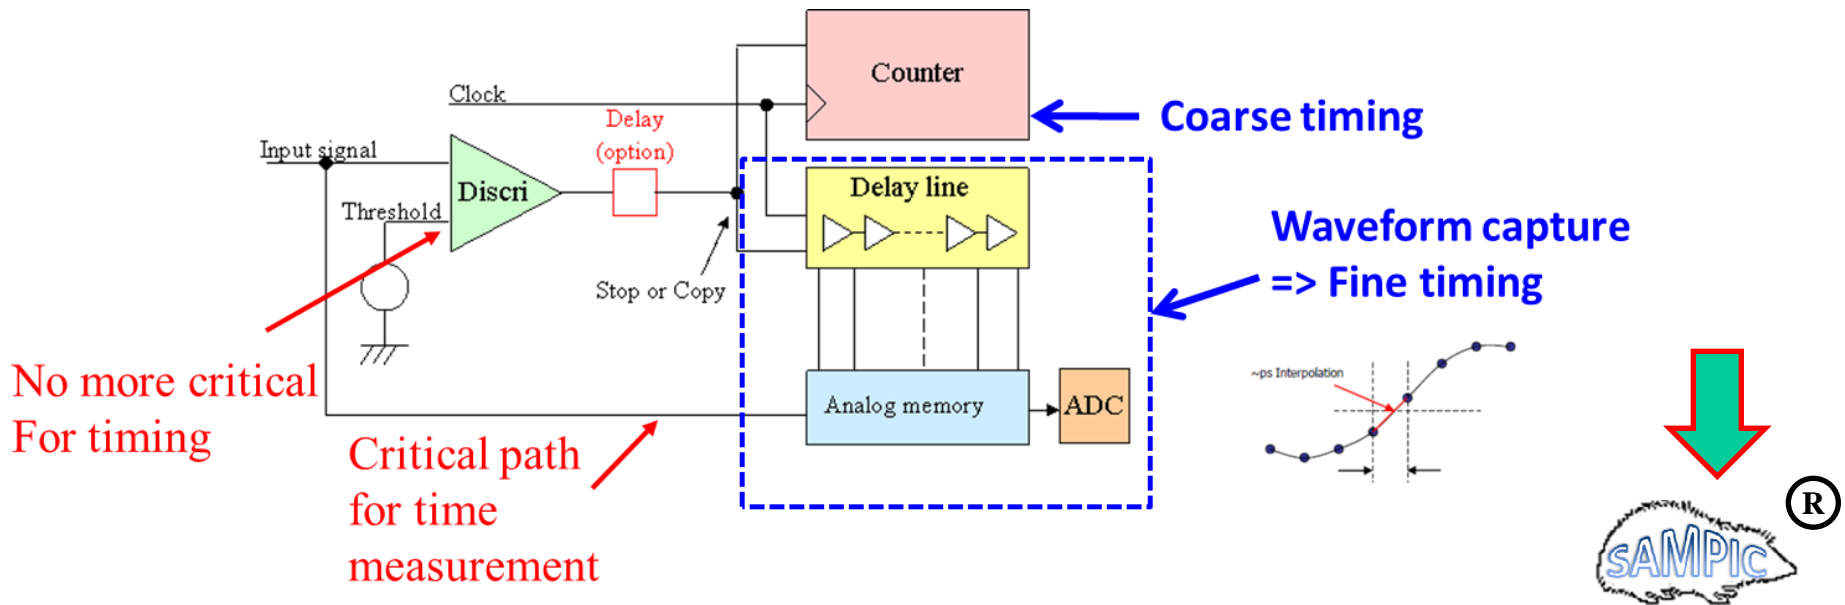 Counter
Clock
Coarse timing
Delay
(option)
Input signal
Discri
Delay line
Threshold
Waveform capture
=> Fine timing
Stop or Copy
No more critical
For timing
~ps Interpolation
Analog memory
ADC
Critical path
for time
measurement
®
SAMPIC